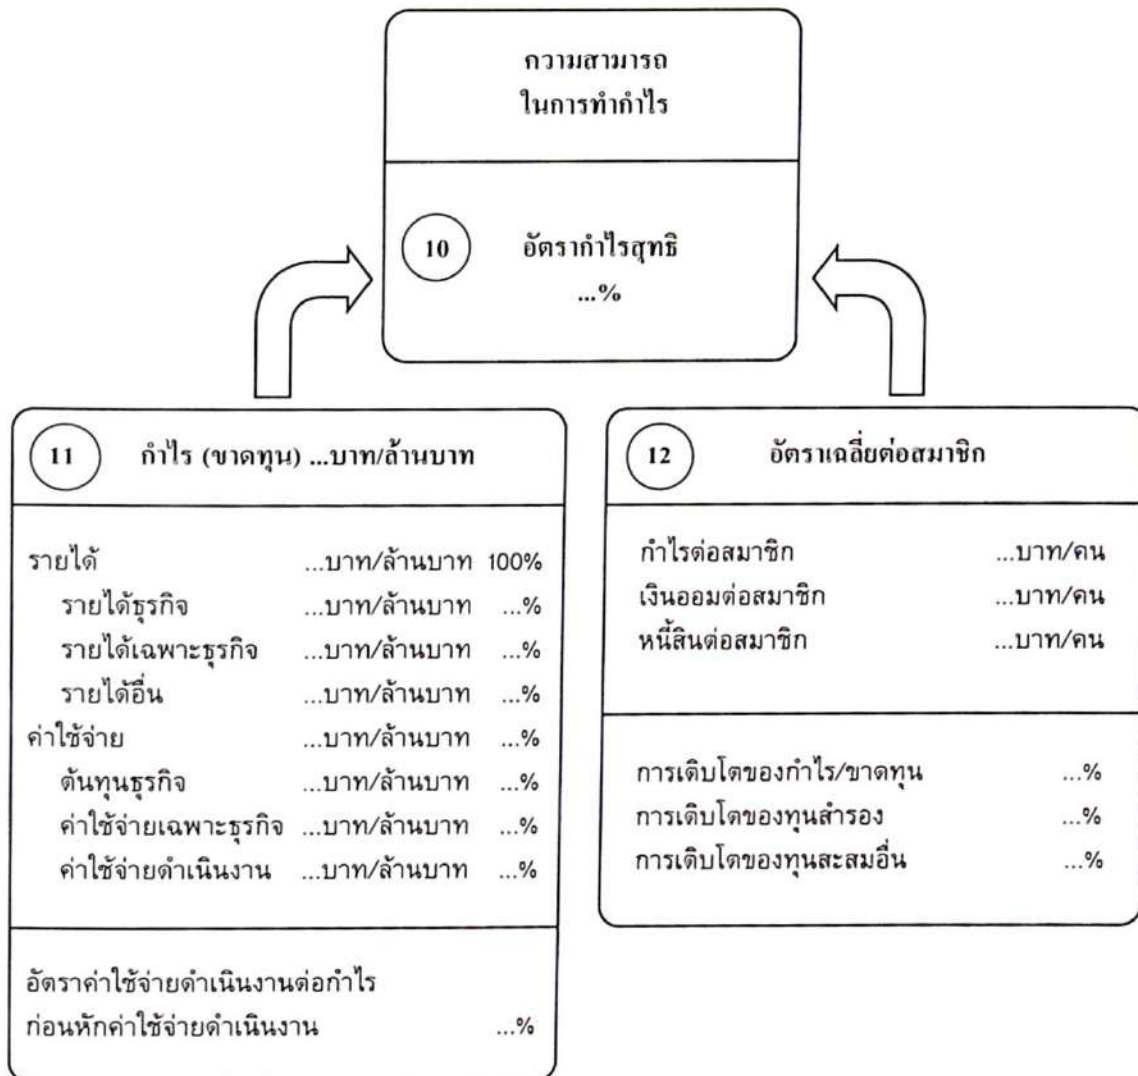 ความสามารถ
ในการทำกำไร
10 อัตรากำไรสุทธิ
...%
11 กำไร (ขาดทุน) ...บาท/ล้านบาท
รายได้ ...บาท/ล้านบาท 100%
รายได้ธุรกิจ ...บาท/ล้านบาท ...%
รายได้เฉพาะธุรกิจ ...บาท/ล้านบาท ...%
รายได้อื่น ...บาท/ล้านบาท ...%
ค่าใช้จ่าย ...บาท/ล้านบาท ...%
ต้นทุนธุรกิจ ...บาท/ล้านบาท ...%
ค่าใช้จ่ายเฉพาะธุรกิจ ...บาท/ล้านบาท ...%
ค่าใช้จ่ายดำเนินงาน ...บาท/ล้านบาท ...%
อัตราค่าใช้จ่ายดำเนินงานต่อกำไร
ก่อนหักค่าใช้จ่ายดำเนินงาน ...%
12 อัตราเฉลี่ยต่อสมาชิก
กำไรต่อสมาชิก ...บาท/คน
เงินออมต่อสมาชิก ...บาท/คน
หนี้สินต่อสมาชิก ...บาท/คน
การเติบโตของกำไร/ขาดทุน ...%
การเติบโตของทุนสำรอง ...%
การเติบโตของทุนสะสมอื่น ...%